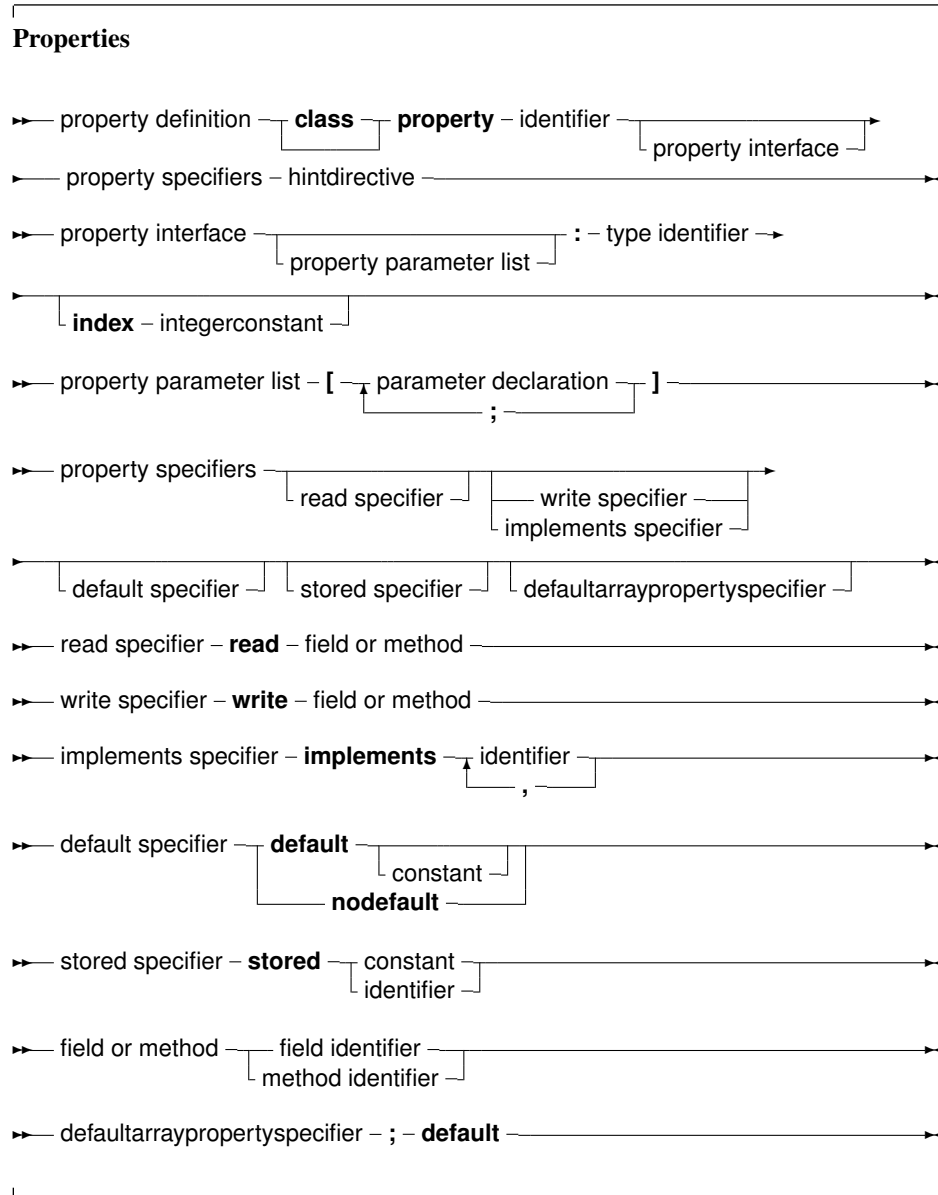 Properties
property definition class property identifier
property interface
property specifiers hintdirective
property interface : type identifier
property parameter list
index integerconstant
property parameter list [ parameter declaration ]
;
property specifiers
read specifier write specifier
implements specifier
default specifier stored specifier defaultarraypropertyspecifier
read specifier read field or method
write specifier write field or method
implements specifier implements identifier
,
default specifier default
constant
nodefault
stored specifier stored constant
identifier
field or method field identifier
method identifier
defaultarraypropertyspecifier ; default